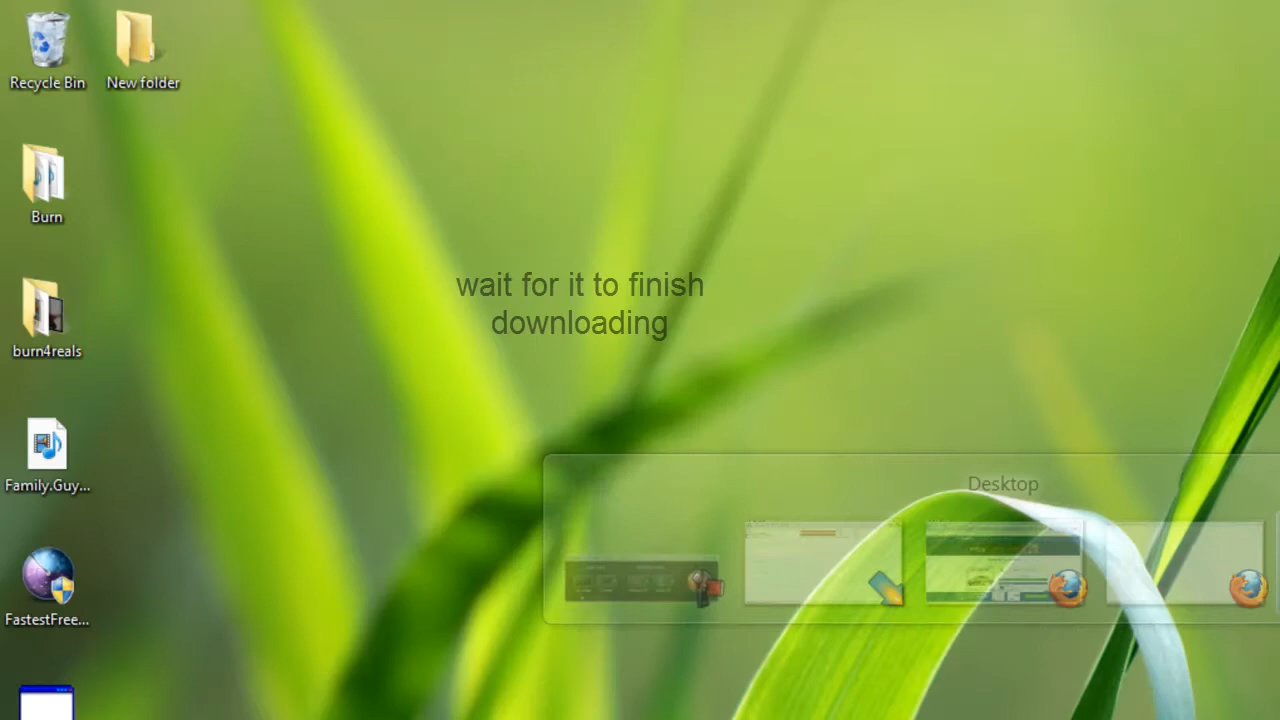 Recycle Bin
New folder
Burn
wait for it to finish
downloading
burn4reals
Family.Guy...
Desktop
FastestFree...